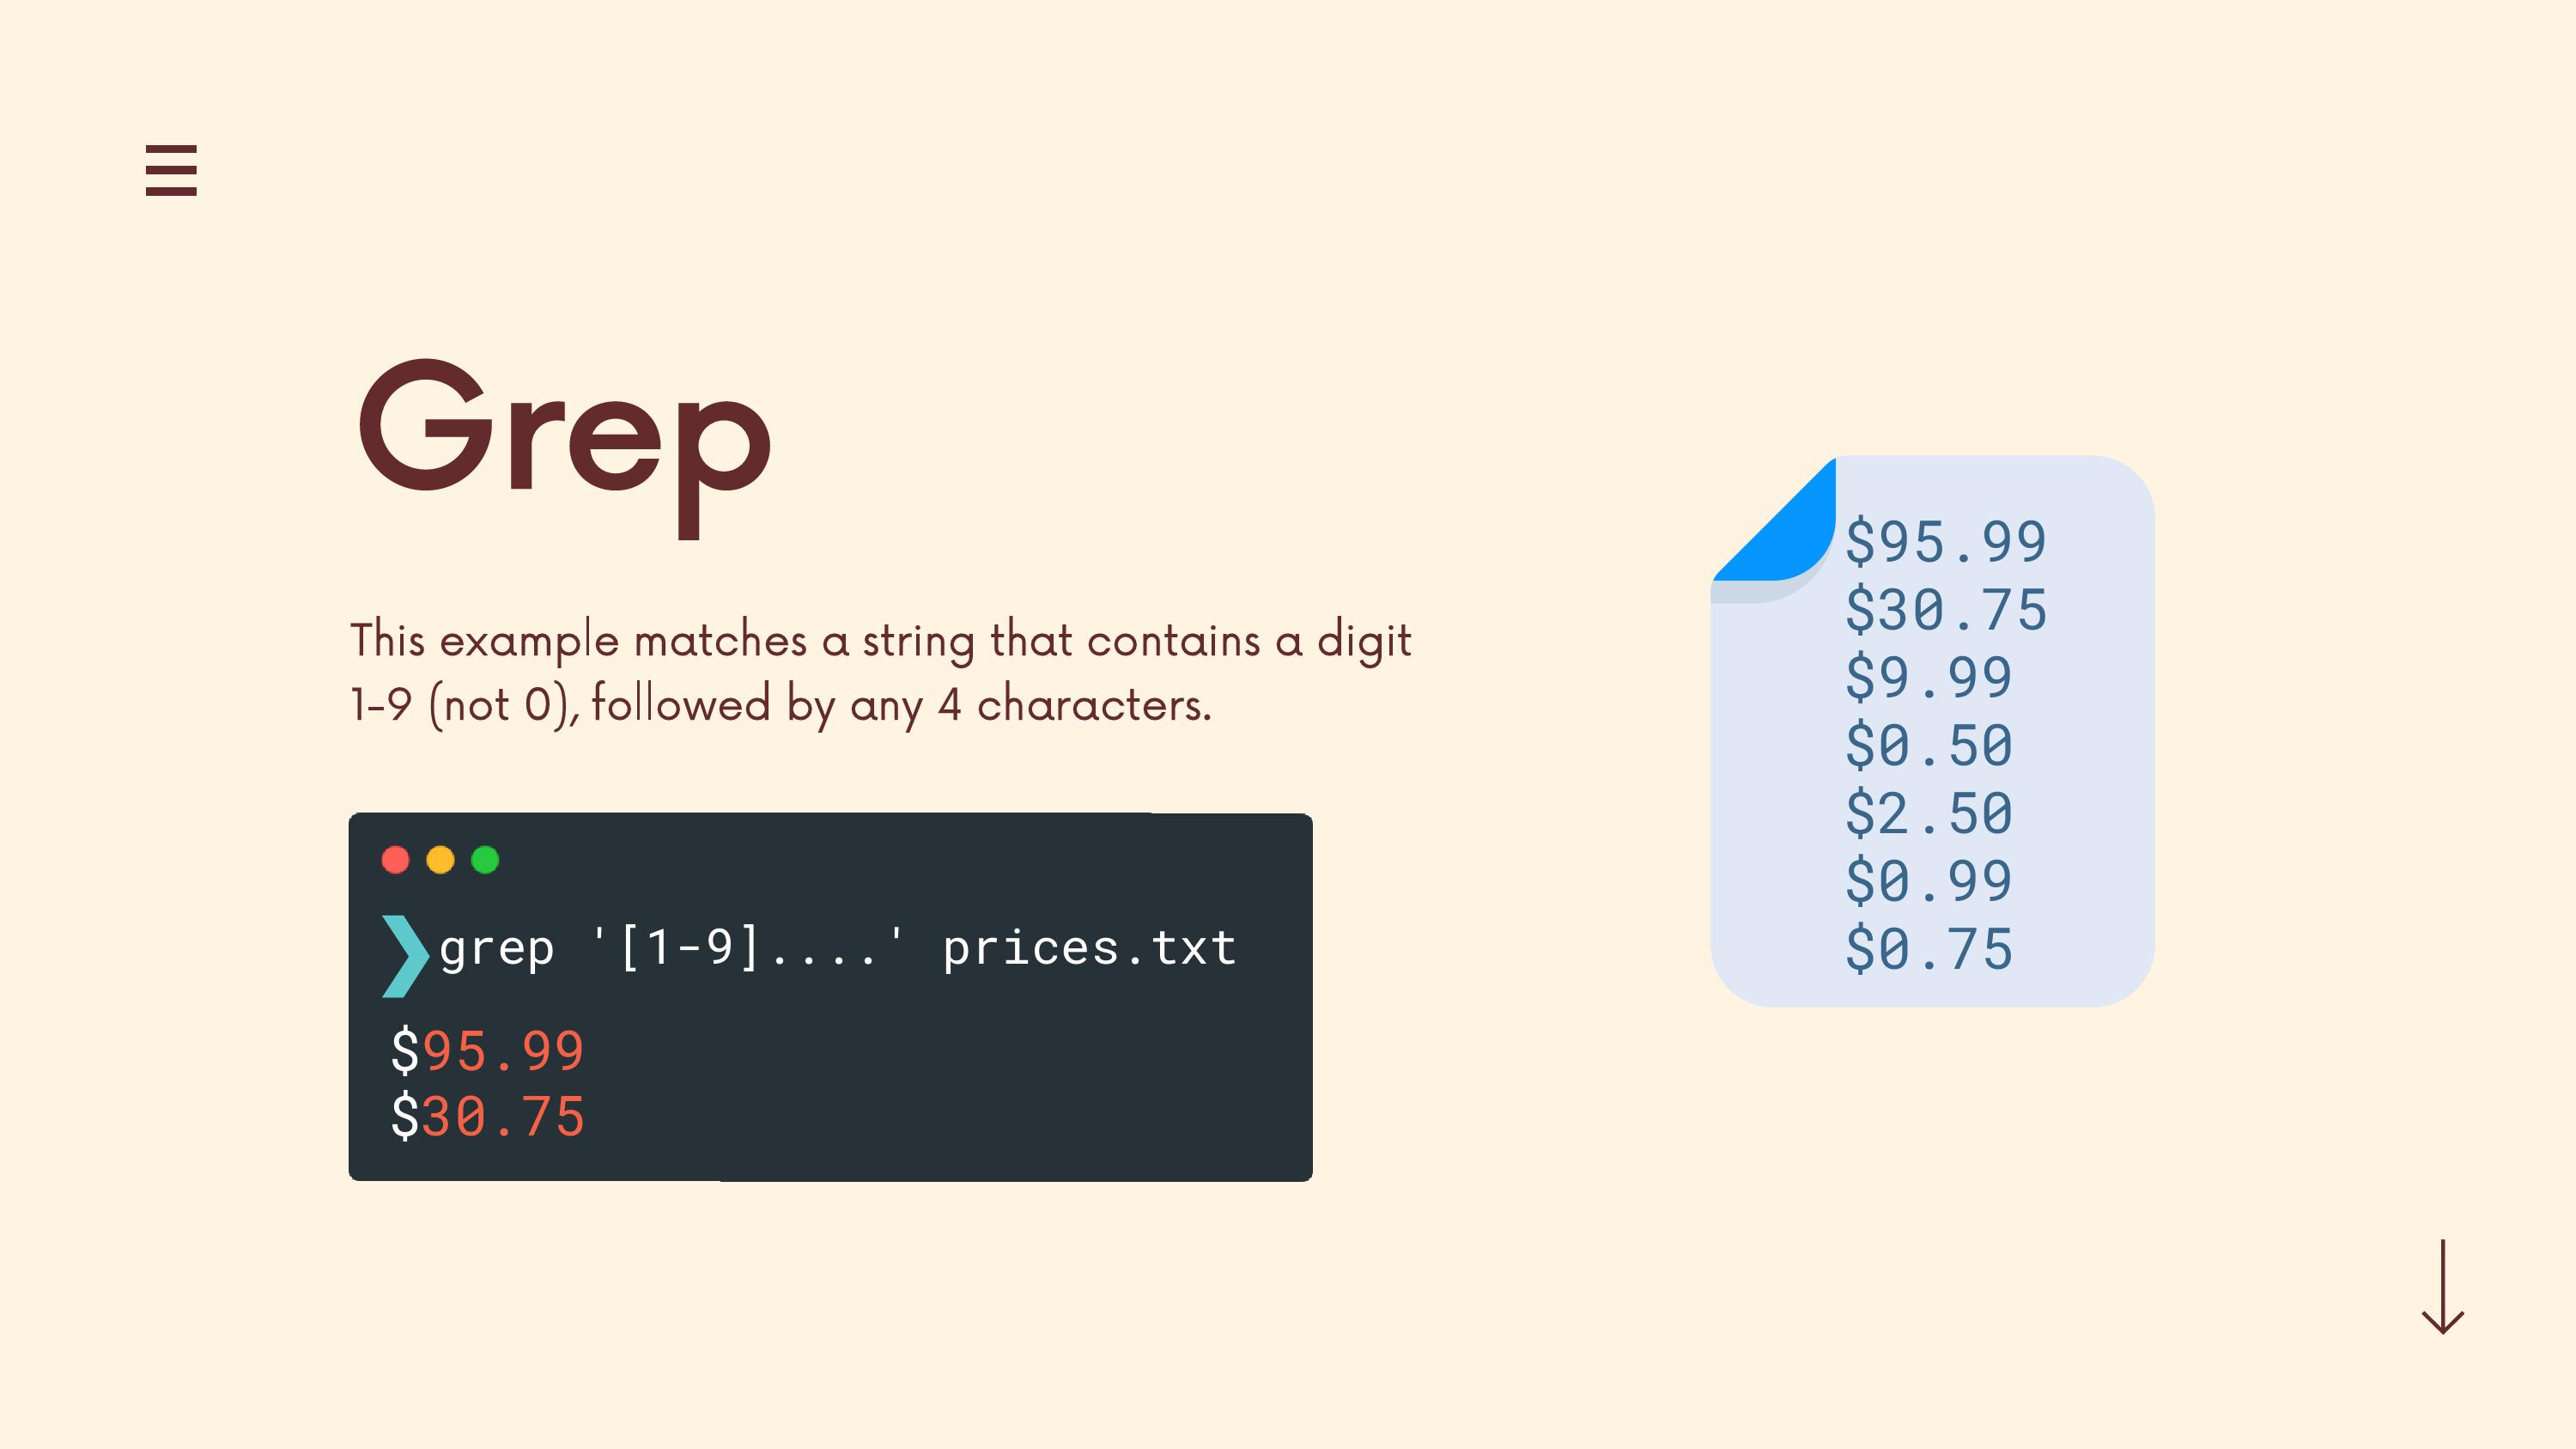 Grep
This example matches a string that contains a digit
1-9 (not 0), followed by any 4 characters.
grep '[1-9]....' prices.txt
$95.99
$30.75
$95.99
$30.75
$9.99
$0.50
$2.50
$0.99
$0.75